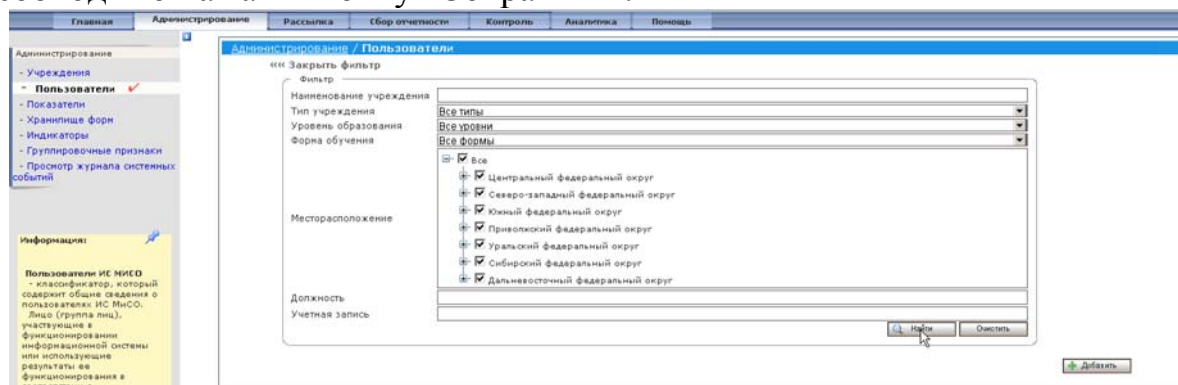 Главная Администрирование Рассылка Сбор отчетности Контроль Аналитика Помощь
Администрирование
- Учреждения
- Пользователи
- Показатели
- Хранилище форм
- Индикаторы
- Группировочные признаки
- Просмотр журнала системных
событий
Информация:
Пользователи ИС МИСО
- классификатор, который
содержит общие сведения о
пользователях ИС МиСО.
Лицо (группа лиц),
участвующие в
функционировании
информационной системы
или использующие
результаты ее
функционирования в
Администрирование / Пользователи
«« Закрыть фильтр
Фильтр
Наименование учреждения
Тип учреждения Все типы
Уровень образования Все уровни
Форма обучения Все формы
Месторасположение
Все
Центральный федеральный округ
Северо-западный федеральный округ
Южный федеральный округ
Приволжский федеральный округ
Уральский федеральный округ
Сибирский федеральный округ
Дальневосточный федеральный округ
Должность
Учетная запись
Найти Очистить
Добавить